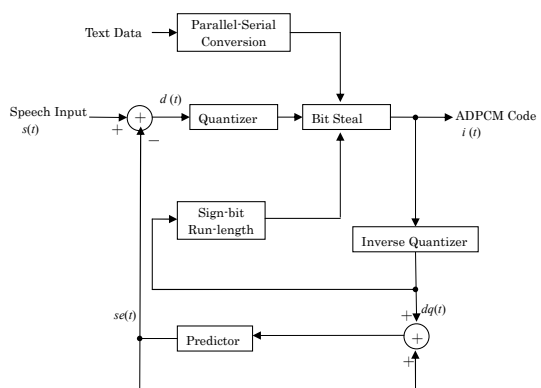 Text Data
Parallel-Serial
Conversion
Speech Input
s(t)
+
+
−
d (t)
Quantizer
Bit Steal
ADPCM Code
i (t)
Sign-bit
Run-length
Inverse Quantizer
se(t)
dq(t)
+
+
+
Predictor